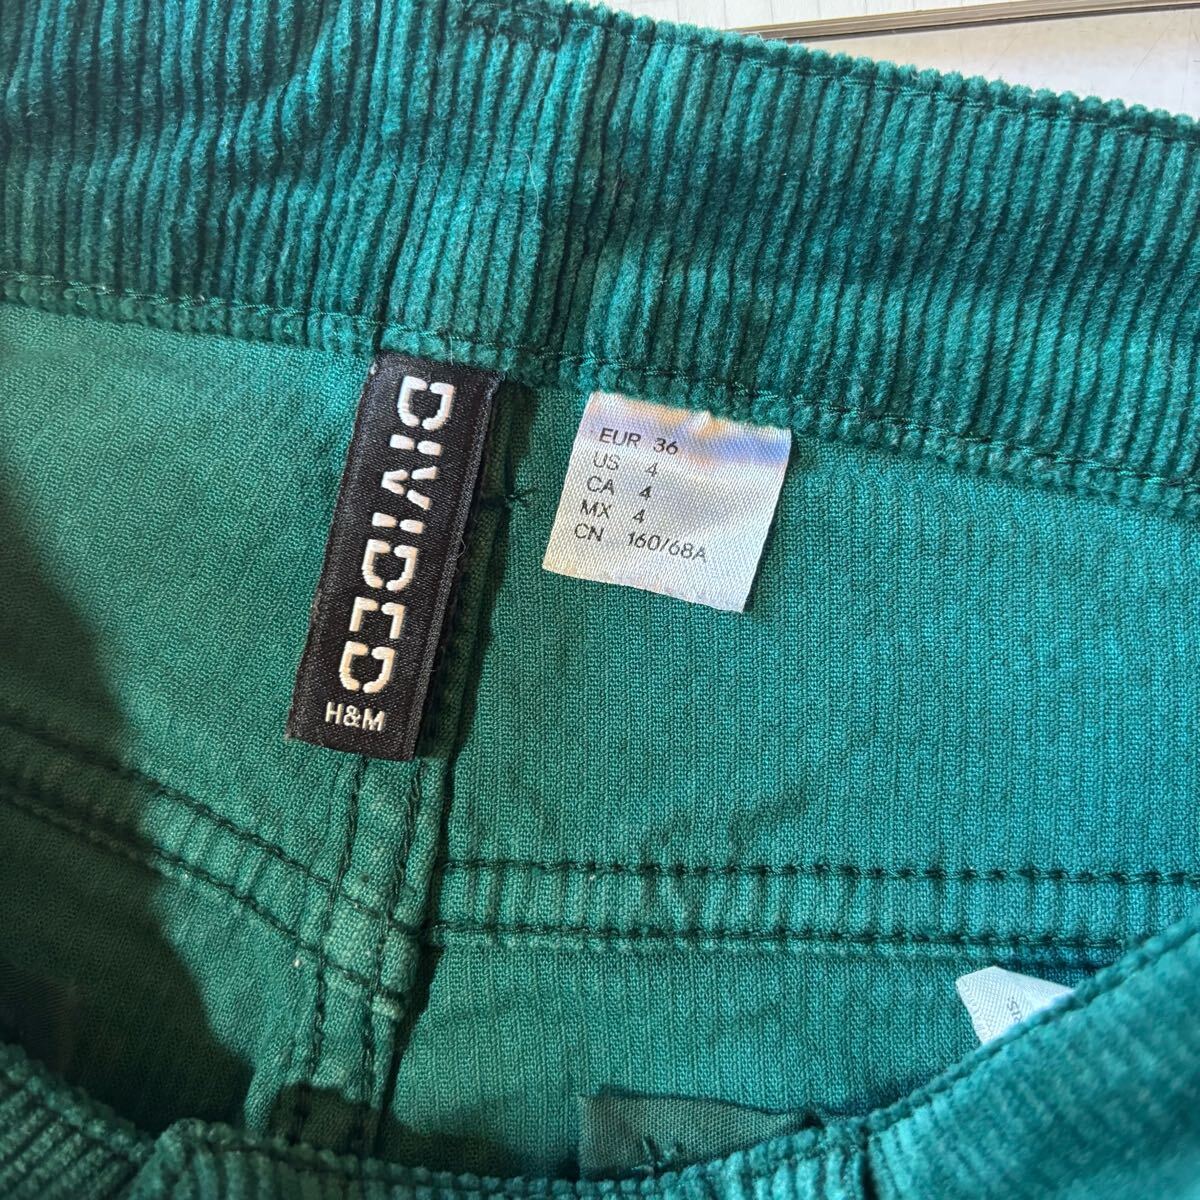 DIVIDED
H&M
EUR 36
US 4
CA 4
MX 4
CN 160/68A